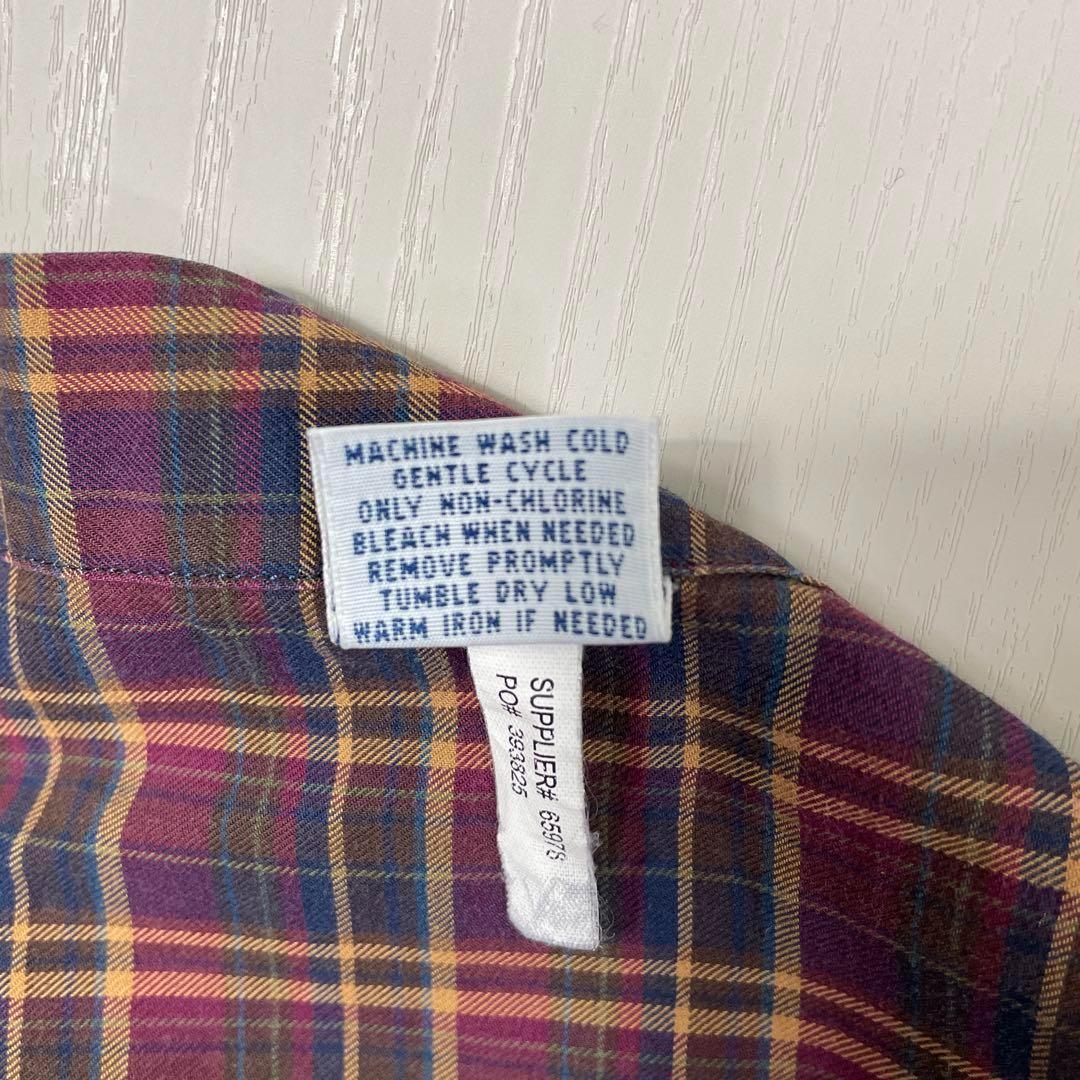 MACHINE WASH COLD
GENTLE CYCLE
ONLY NON-CHLORINE
BLEACH WHEN NEEDED
REMOVE PROMPTLY
TUMBLE DRY LOW
WARM IRON IF NEEDED
SUPPLIER#
PO# 393825